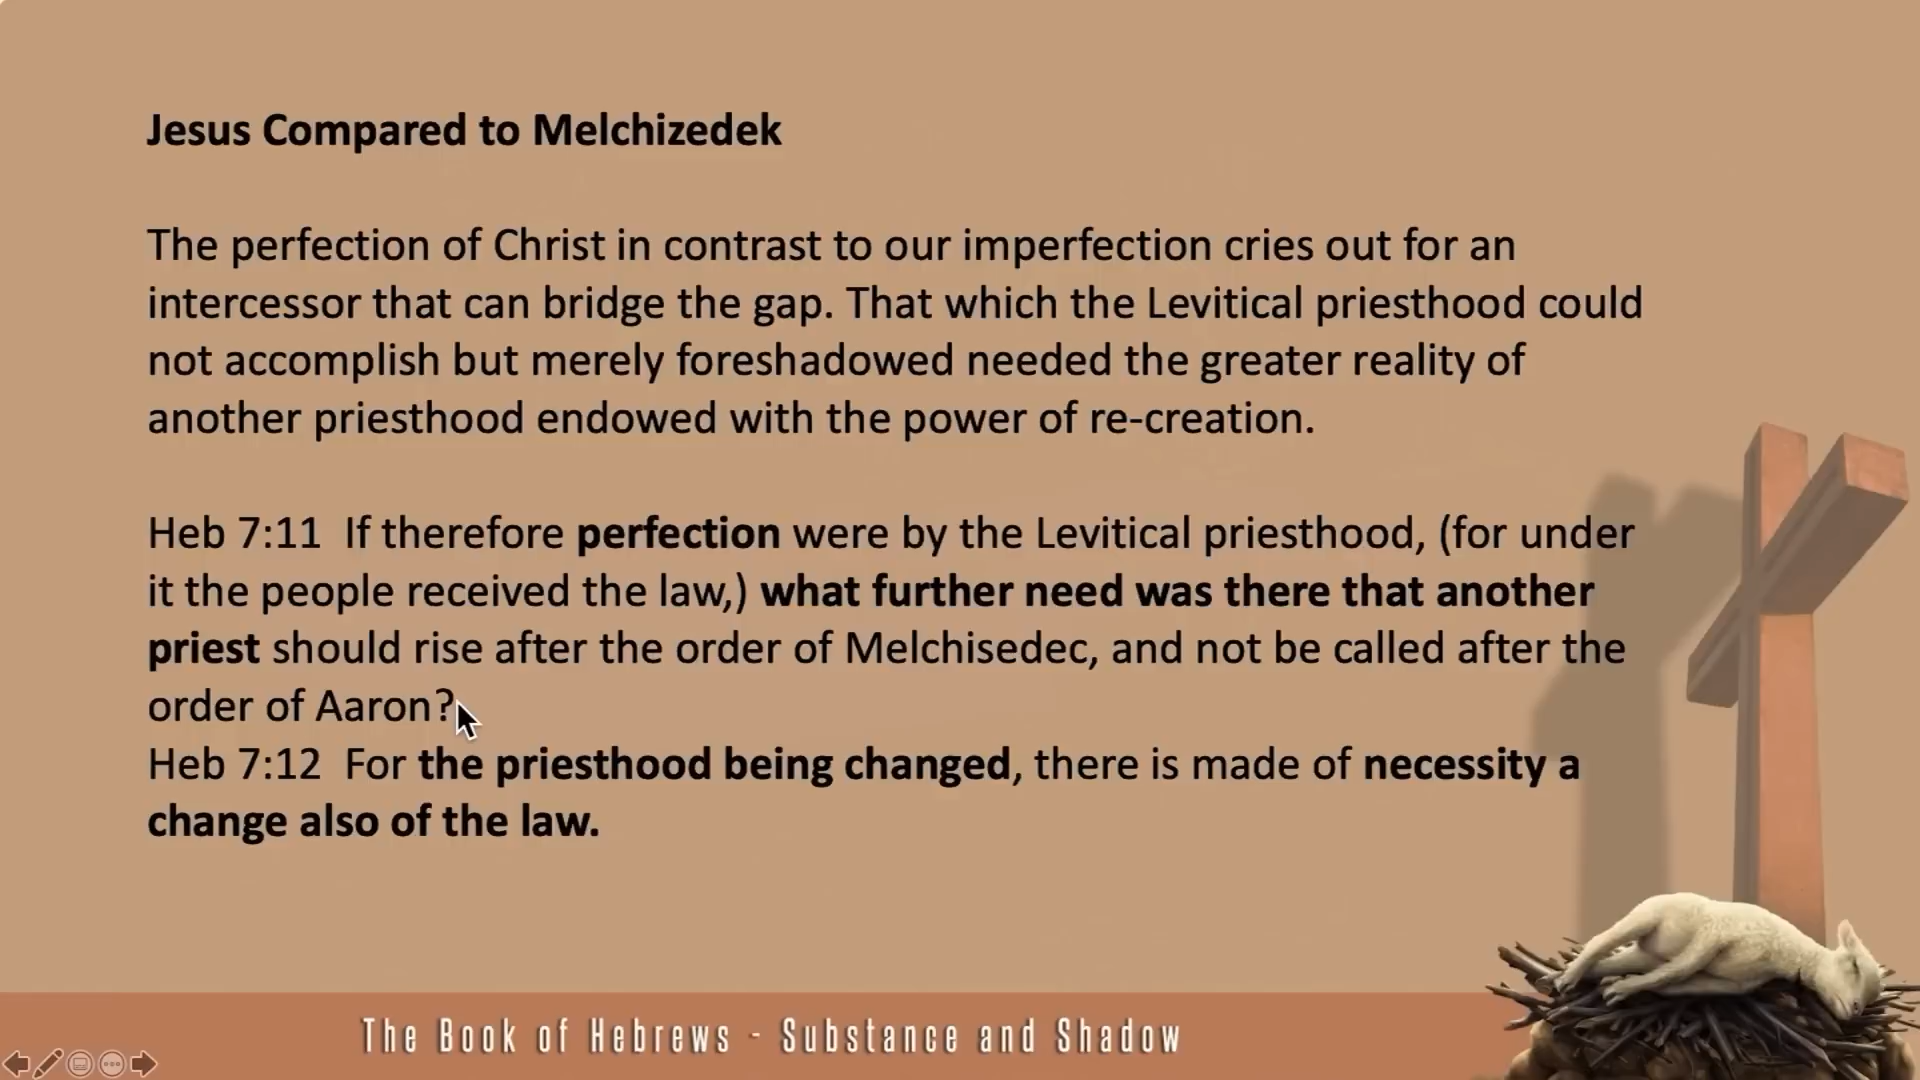 Jesus Compared to Melchizedek
The perfection of Christ in contrast to our imperfection cries out for an
intercessor that can bridge the gap. That which the Levitical priesthood could
not accomplish but merely foreshadowed needed the greater reality of
another priesthood endowed with the power of re-creation.
Heb 7:11  If therefore perfection were by the Levitical priesthood, (for under
it the people received the law,) what further need was there that another
priest should rise after the order of Melchisedec, and not be called after the
order of Aaron?
Heb 7:12  For the priesthood being changed, there is made of necessity a
change also of the law.
The Book of Hebrews - Substance and Shadow